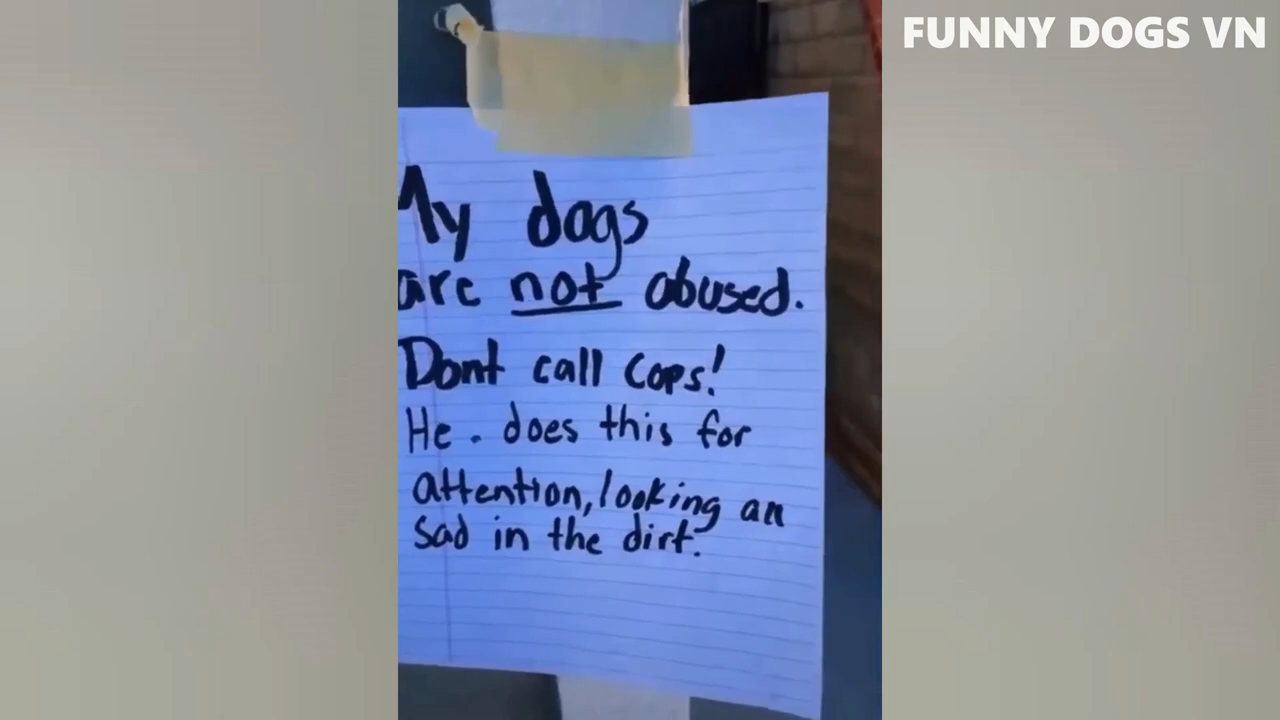 FUNNY DOGS VN
My dogs
are not abused.
Dont call cops!
He. does this for
attention, looking all
sad in the dirt.